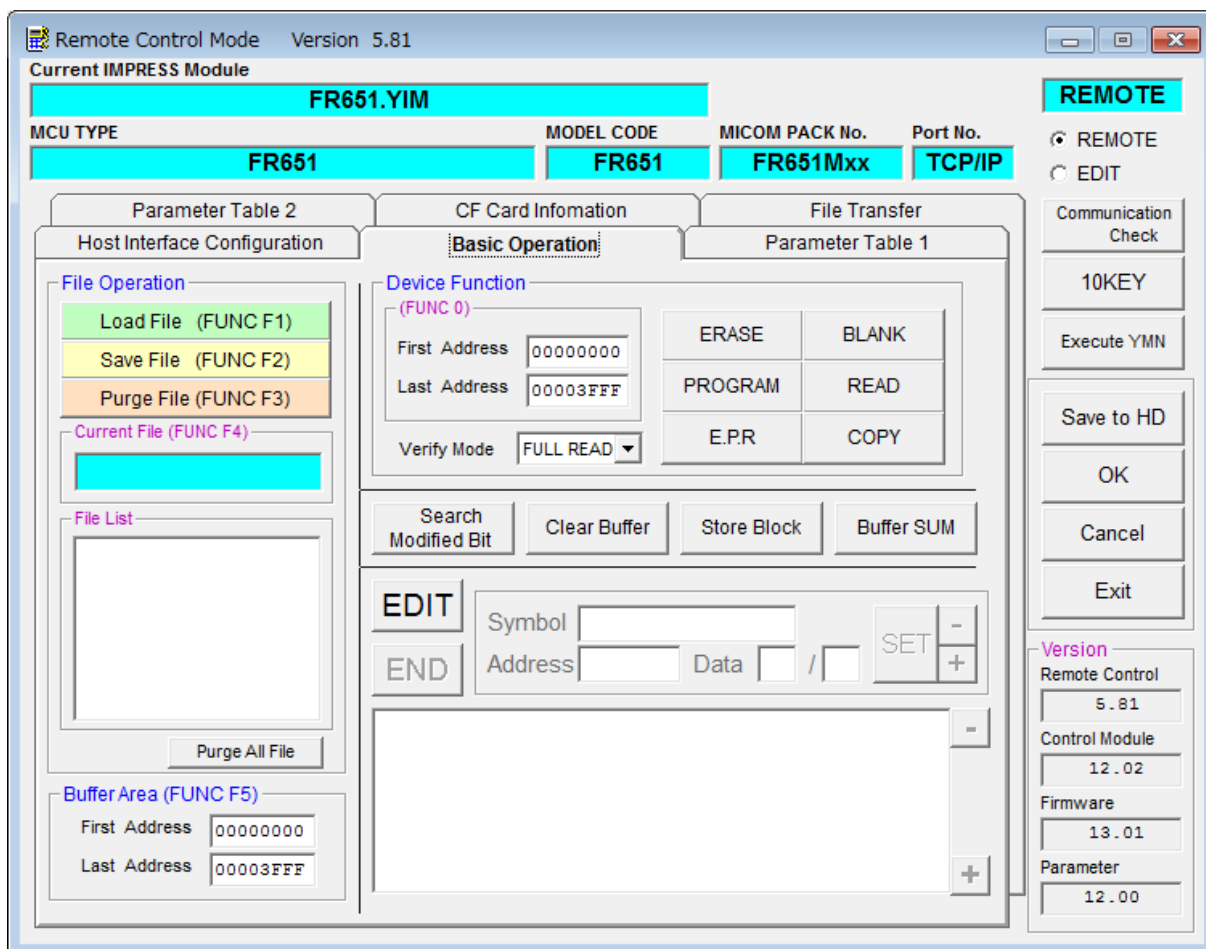 Remote Control Mode Version 5.81
Current IMPRESS Module
FR651.YIM
REMOTE
MCU TYPE MODEL CODE MICOM PACK No. Port No.
FR651 FR651 FR651Mxx TCP/IP
REMOTE
EDIT
Parameter Table 2 CF Card Infomation File Transfer
Host Interface Configuration Basic Operation Parameter Table 1
File Operation
Load File (FUNC F1)
Save File (FUNC F2)
Purge File (FUNC F3)
Current File (FUNC F4)
File List
Purge All File
Buffer Area (FUNC F5)
First Address 00000000
Last Address 00003FFF
Device Function
(FUNC 0)
First Address 00000000
Last Address 00003FFF
Verify Mode FULL READ
ERASE BLANK
PROGRAM READ
E.P.R COPY
Search
Modified Bit
Clear Buffer
Store Block
Buffer SUM
EDIT
END
Symbol
Address Data /
SET
-
+
-
+
Communication
Check
10KEY
Execute YMN
Save to HD
OK
Cancel
Exit
Version
Remote Control
5.81
Control Module
12.02
Firmware
13.01
Parameter
12.00